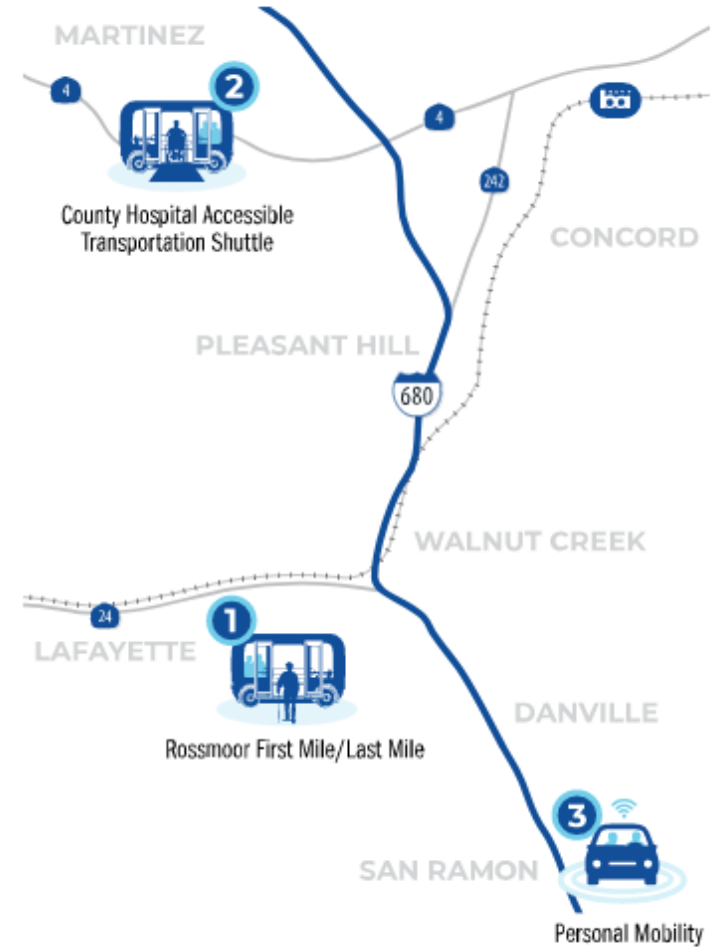 MARTINEZ
2
4
4
County Hospital Accessible
Transportation Shuttle
242
CONCORD
PLEASANT HILL
680
WALNUT CREEK
24
1
LAFAYETTE
Rossmoor First Mile/Last Mile
DANVILLE
3
SAN RAMON
Personal Mobility